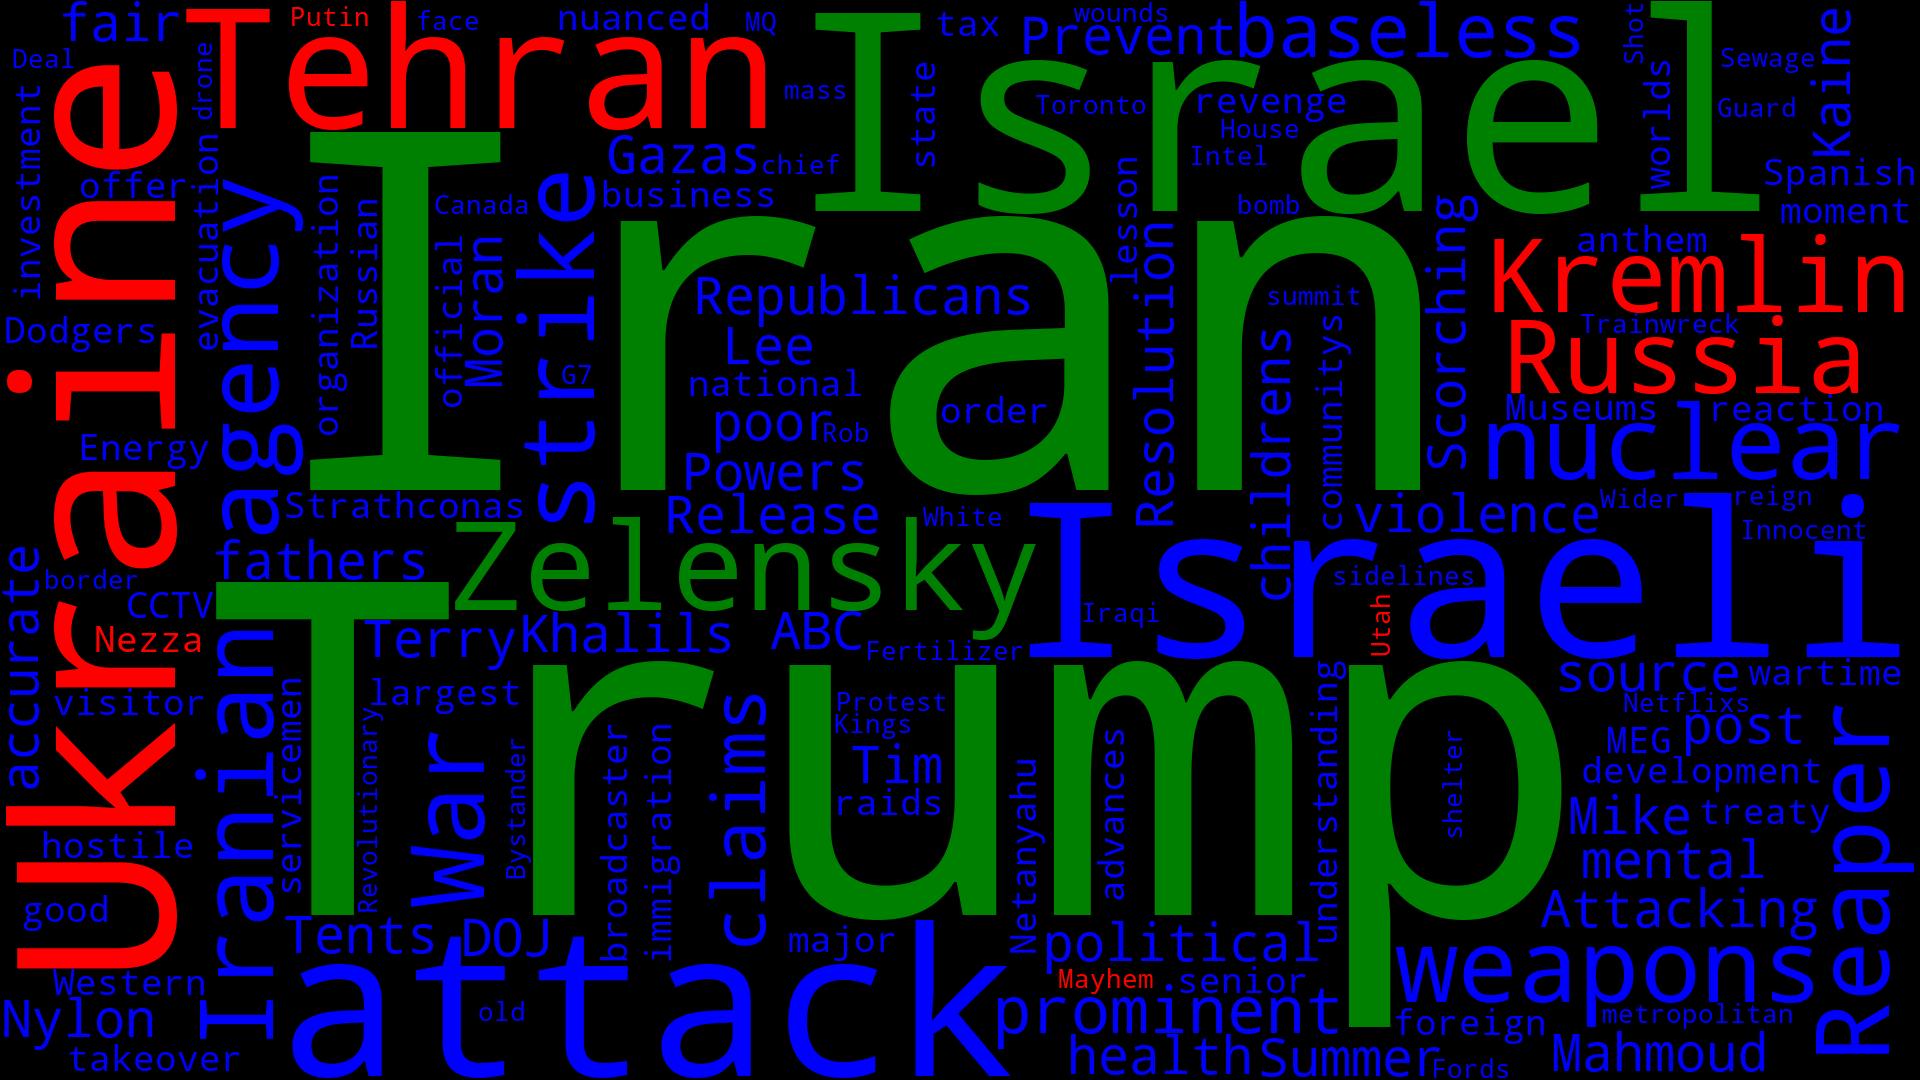 fair
Putin
face
nuanced
MQ
tax
wounds
Prevent
baseless
Shot
Kaine
Deal
drone
Tehran
Israel
Sewage
mass
state
Toronto
revenge
worlds
Guard
investment
Ukraine
House
Intel
Gazas
chief
business
offer
evacuation
agency
organization
Russian
Canada
strike
lesson
bomb
Spanish
moment
Iran
official
Moran
Resolution
Scorching
anthem
Kremlin
Republicans
summit
Trainwreck
Russia
Dodgers
Lee
G7
national
childrens
communitys
order
poor
Rob
Museums
reaction
nuclear
Energy
Powers
Strathconas
Release
White
violence
Wider
reign
Innocent
Zelensky
Israeli
fathers
accurate
border
CCTV
sidelines
Iraqi
Utah
Nezza
Iranian
Terry
Khalils
ABC
Fertilizer
Trump
source
wartime
visitor
servicemen
largest
Revolutionary
War
Bystander
broadcaster
immigration
claims
Protest
Kings
Tim
raids
Netanyahu
advances
understanding
shelter
Netflixs
MEG
post
Reaper
development
Mike
treaty
hostile
mental
good
Attacking
Tents
DOJ
major
political
weapons
attack
Western
old
Mayhem
senior
Nylon
prominent
foreign
metropolitan
takeover
health
Summer
Fords
Mahmoud